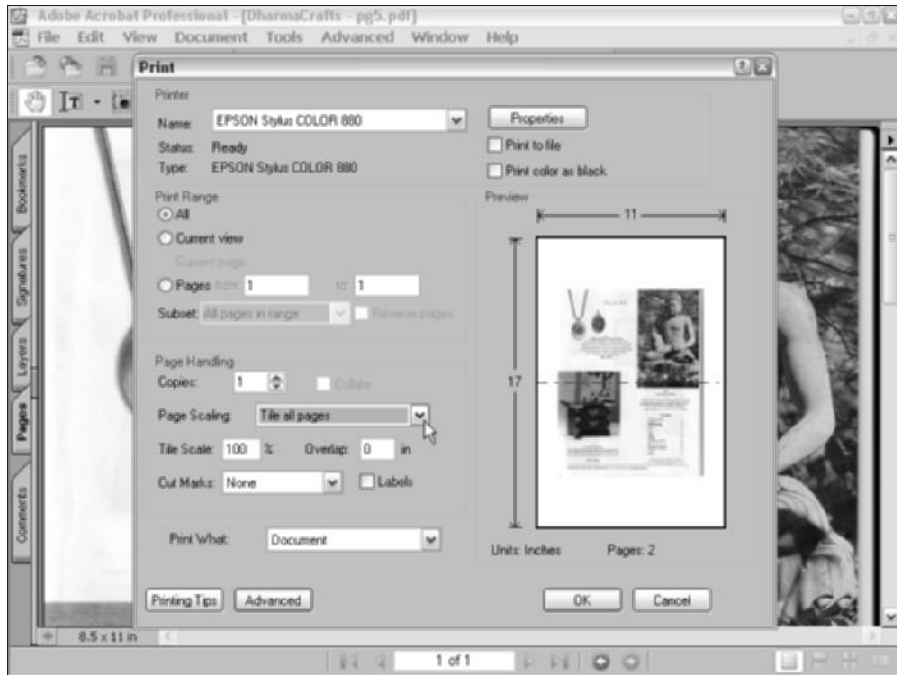 Adobe Acrobat Professional - [DharmaCrafts - pg5.pdf]
File Edit View Document Tools Advanced Window Help
Print
Printer
Name: EPSON Stylus COLOR 880
Properties
Status: Ready
Print to file
Type: EPSON Stylus COLOR 880
Print color as black
Print Range
Preview
All
11
Current view
Current page
Pages from: 1 to: 1
Subset: All pages in range Reverse pages
17
Page Handling
Copies: 1 Collate
Page Scaling: Tile all pages
Tile Scale: 100 % Overlap: 0 in
Cut Marks: None Labels
Print What: Document
Units: Inches Pages: 2
Printing Tips Advanced OK Cancel
Bookmarks
Signatures
Layers
Pages
Comments
8.5 x 11 in
1 of 1